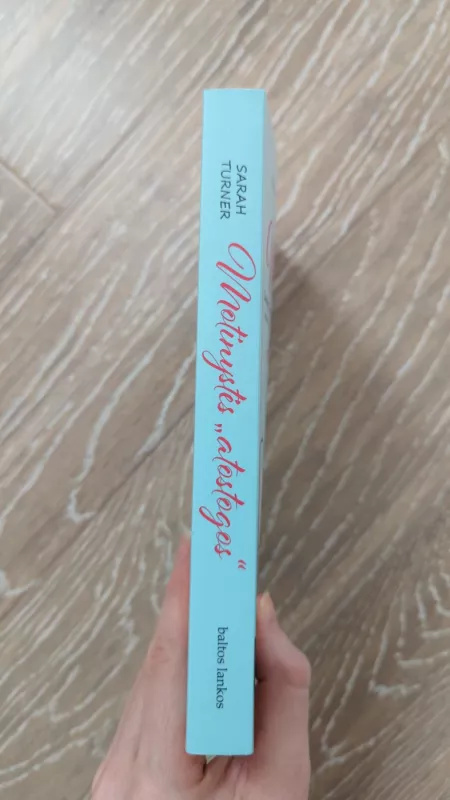 SARAH
TURNER
Motinystės „atostogos“
baltos lankos